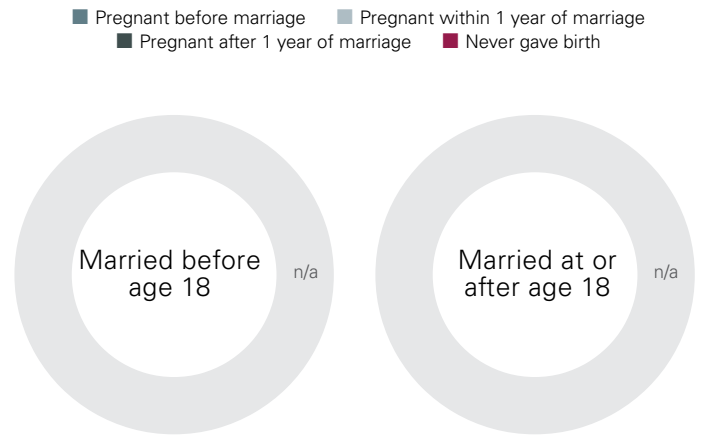 Pregnant before marriage
Pregnant within 1 year of marriage
Pregnant after 1 year of marriage
Never gave birth
Married before
age 18
n/a
Married at or
after age 18
n/a